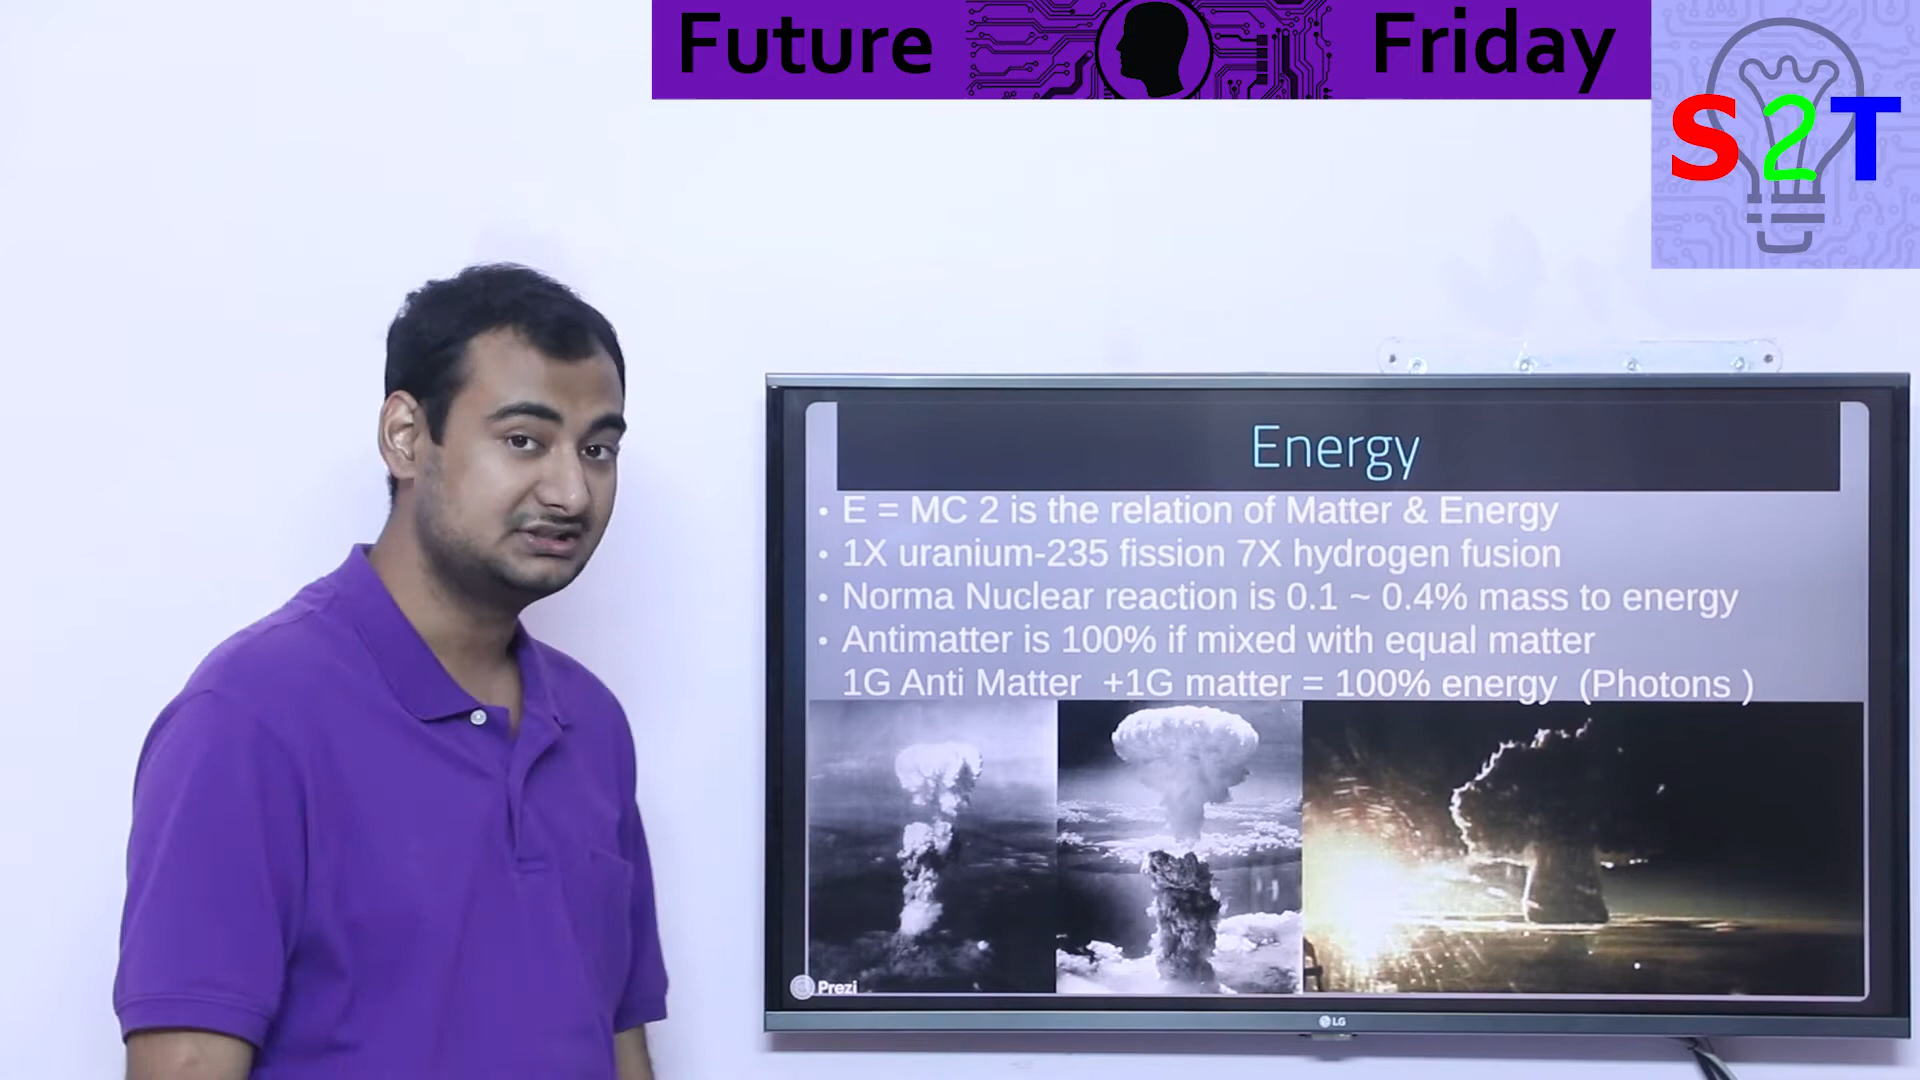 Future Friday
S2T
Energy
• E = MC 2 is the relation of Matter & Energy
• 1X uranium-235 fission 7X hydrogen fusion
• Norma Nuclear reaction is 0.1 ~ 0.4% mass to energy
• Antimatter is 100% if mixed with equal matter
1G Anti Matter +1G matter = 100% energy (Photons )
Prezi
LG